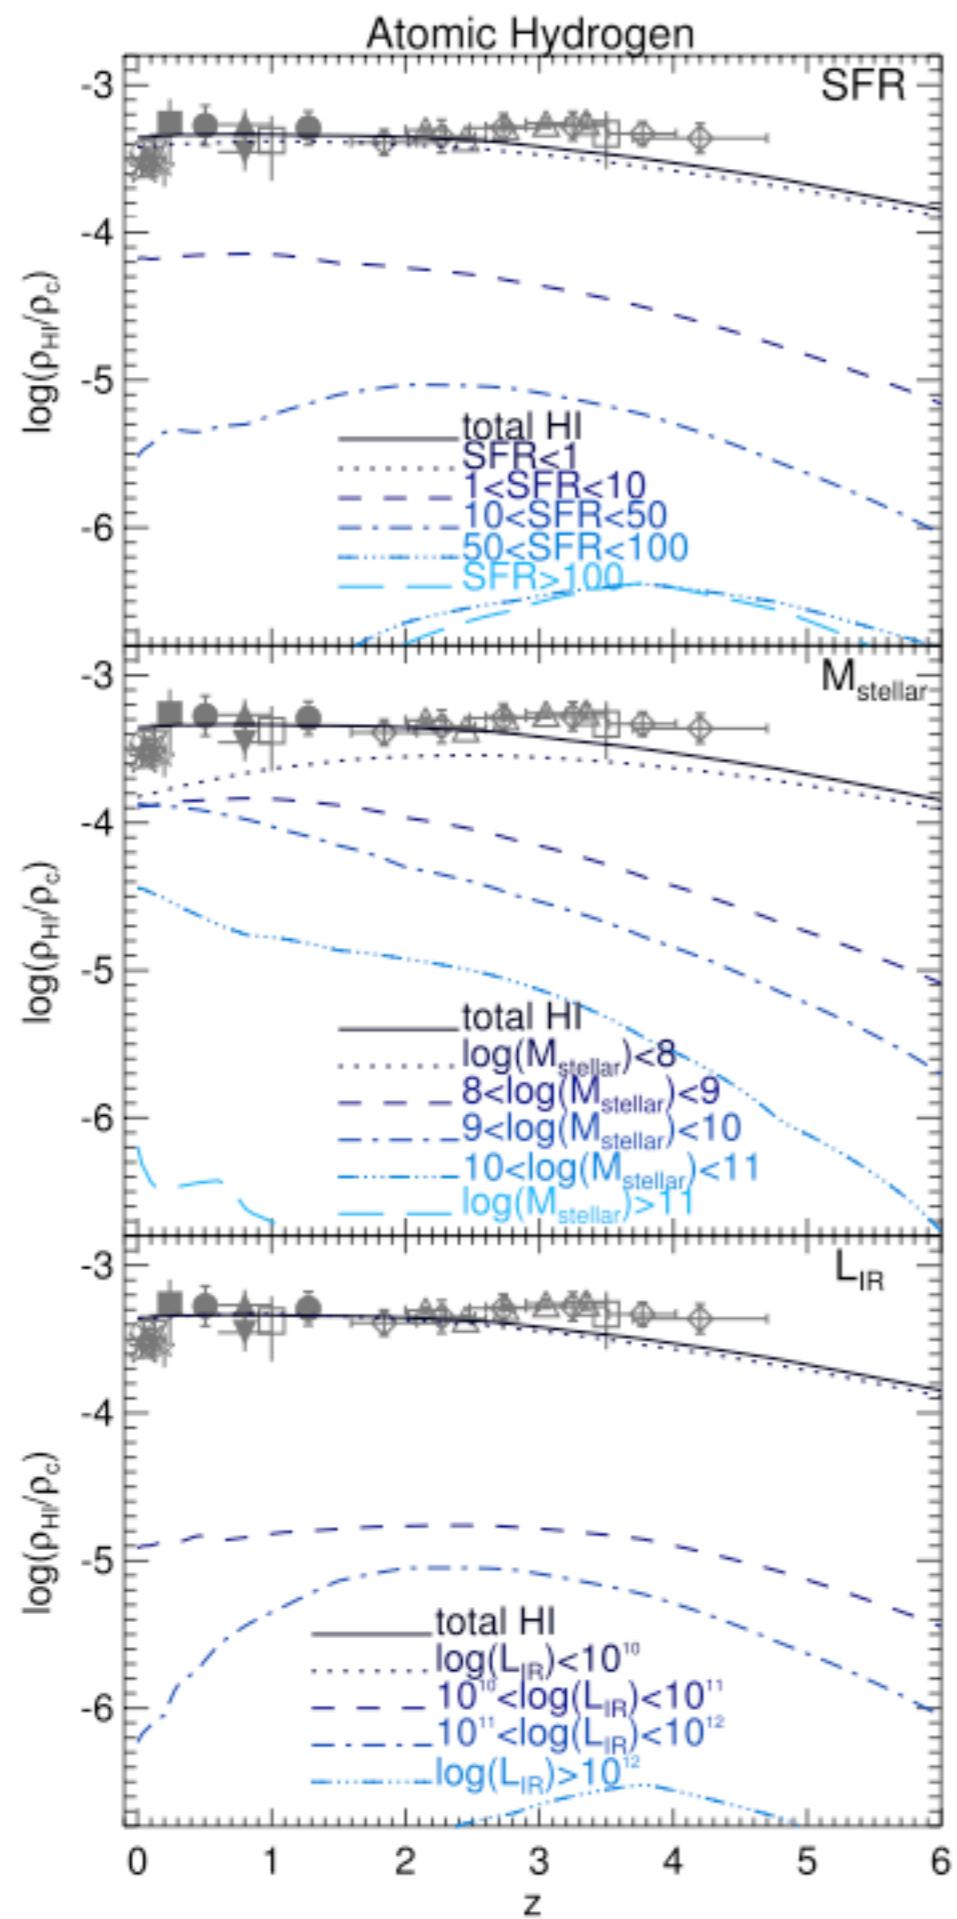 Atomic Hydrogen
SFR
-3
-4
-5
-6
log(ρHI/ρc)
total HI
SFR<1
1<SFR<10
10<SFR<50
50<SFR<100
SFR>100
Mstellar
-3
-4
-5
-6
log(ρHI/ρc)
total HI
log(Mstellar)<8
8<log(Mstellar)<9
9<log(Mstellar)<10
10<log(Mstellar)<11
log(Mstellar)>11
LIR
-3
-4
-5
-6
log(ρHI/ρc)
total HI
log(LIR)<10¹⁰
10¹⁰<log(LIR)<10¹¹
10¹¹<log(LIR)<10¹²
log(LIR)>10¹²
0 1 2 3 4 5 6
z